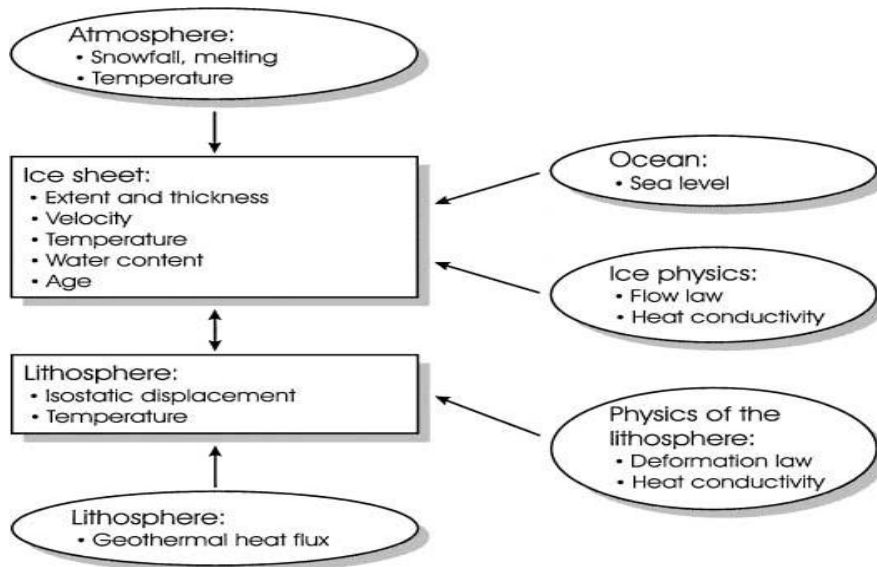 Atmosphere:
• Snowfall, melting
• Temperature
Ice sheet:
• Extent and thickness
• Velocity
• Temperature
• Water content
• Age
Ocean:
• Sea level
Ice physics:
• Flow law
• Heat conductivity
Lithosphere:
• Isostatic displacement
• Temperature
Physics of the
lithosphere:
• Deformation law
• Heat conductivity
Lithosphere:
• Geothermal heat flux